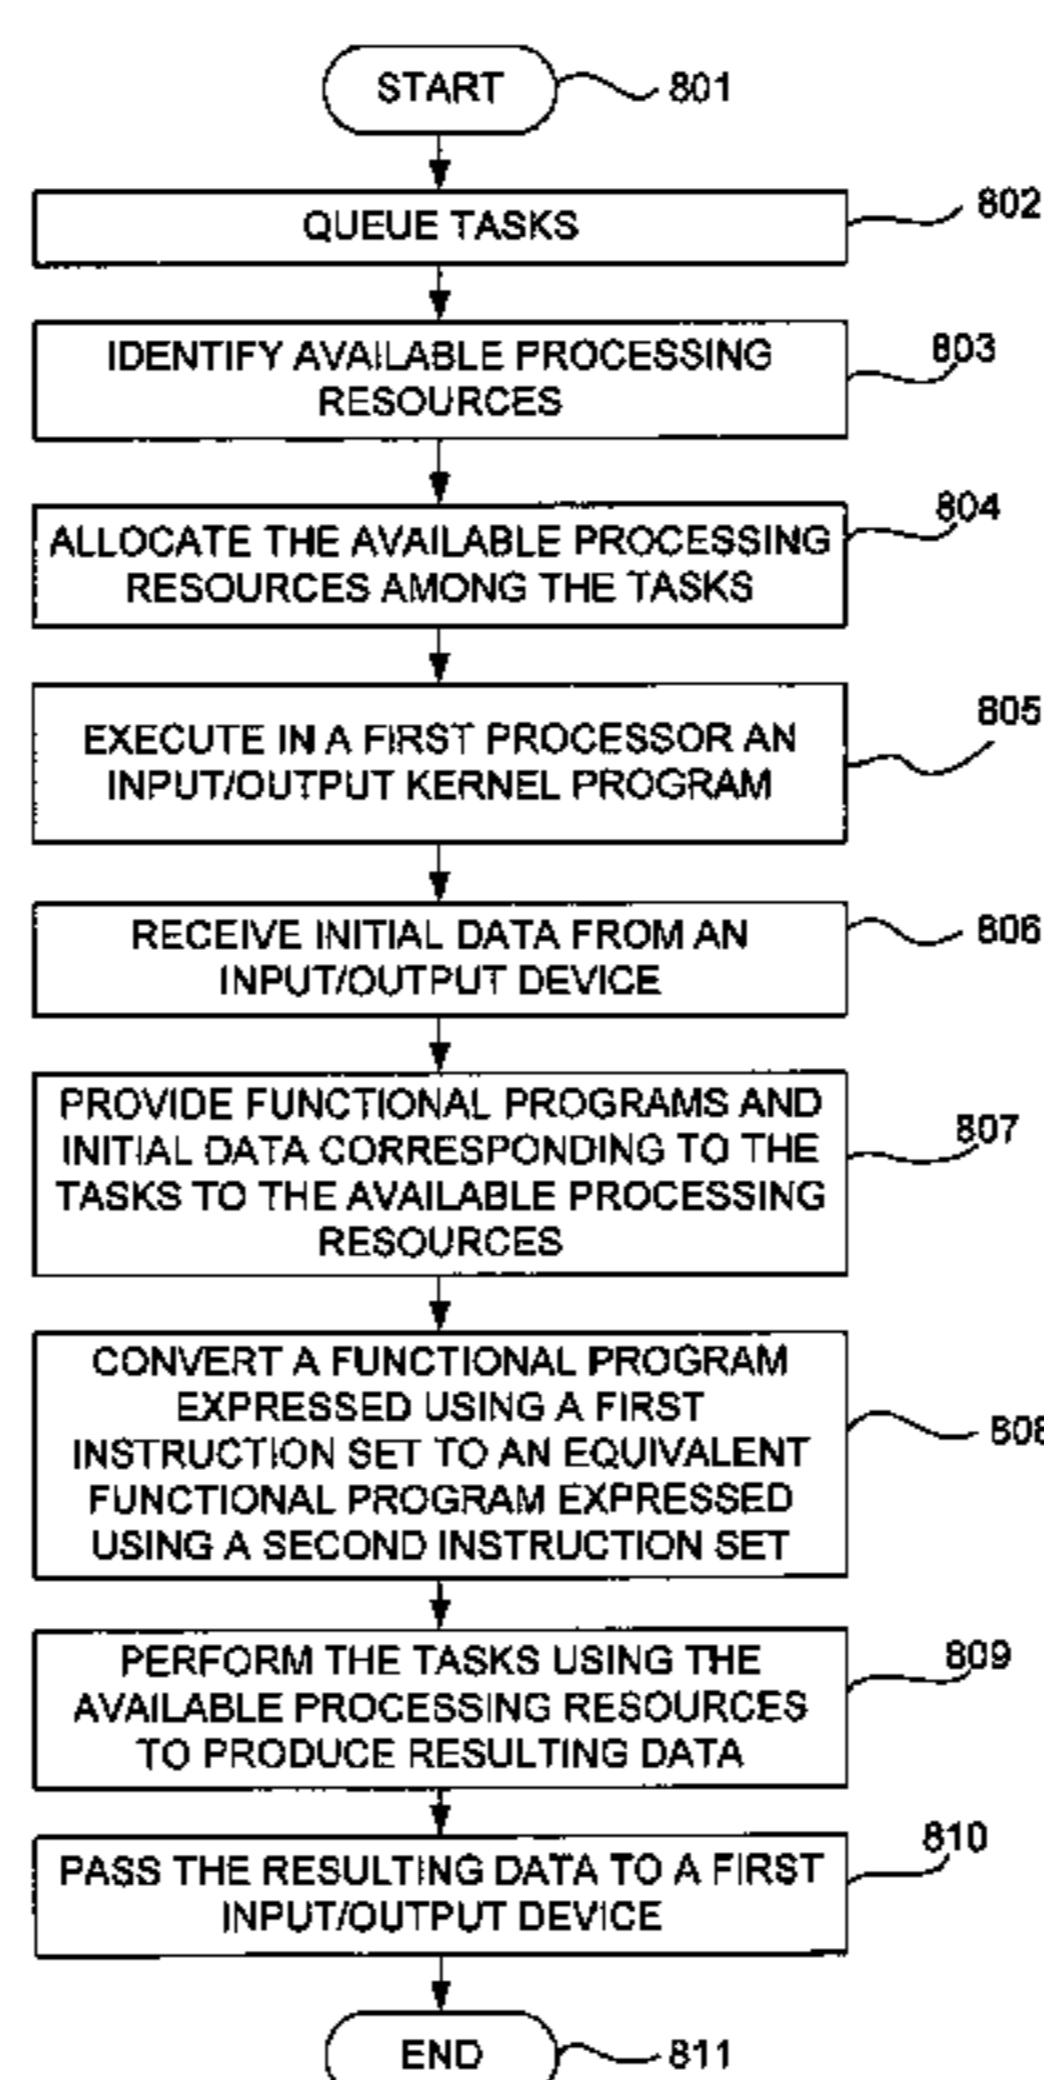 START
801
QUEUE TASKS
802
IDENTIFY AVAILABLE PROCESSING
RESOURCES
803
ALLOCATE THE AVAILABLE PROCESSING
RESOURCES AMONG THE TASKS
804
EXECUTE IN A FIRST PROCESSOR AN
INPUT/OUTPUT KERNEL PROGRAM
805
RECEIVE INITIAL DATA FROM AN
INPUT/OUTPUT DEVICE
806
PROVIDE FUNCTIONAL PROGRAMS AND
INITIAL DATA CORRESPONDING TO THE
TASKS TO THE AVAILABLE PROCESSING
RESOURCES
807
CONVERT A FUNCTIONAL PROGRAM
EXPRESSED USING A FIRST
INSTRUCTION SET TO AN EQUIVALENT
FUNCTIONAL PROGRAM EXPRESSED
USING A SECOND INSTRUCTION SET
808
PERFORM THE TASKS USING THE
AVAILABLE PROCESSING RESOURCES
TO PRODUCE RESULTING DATA
809
PASS THE RESULTING DATA TO A FIRST
INPUT/OUTPUT DEVICE
810
END
811